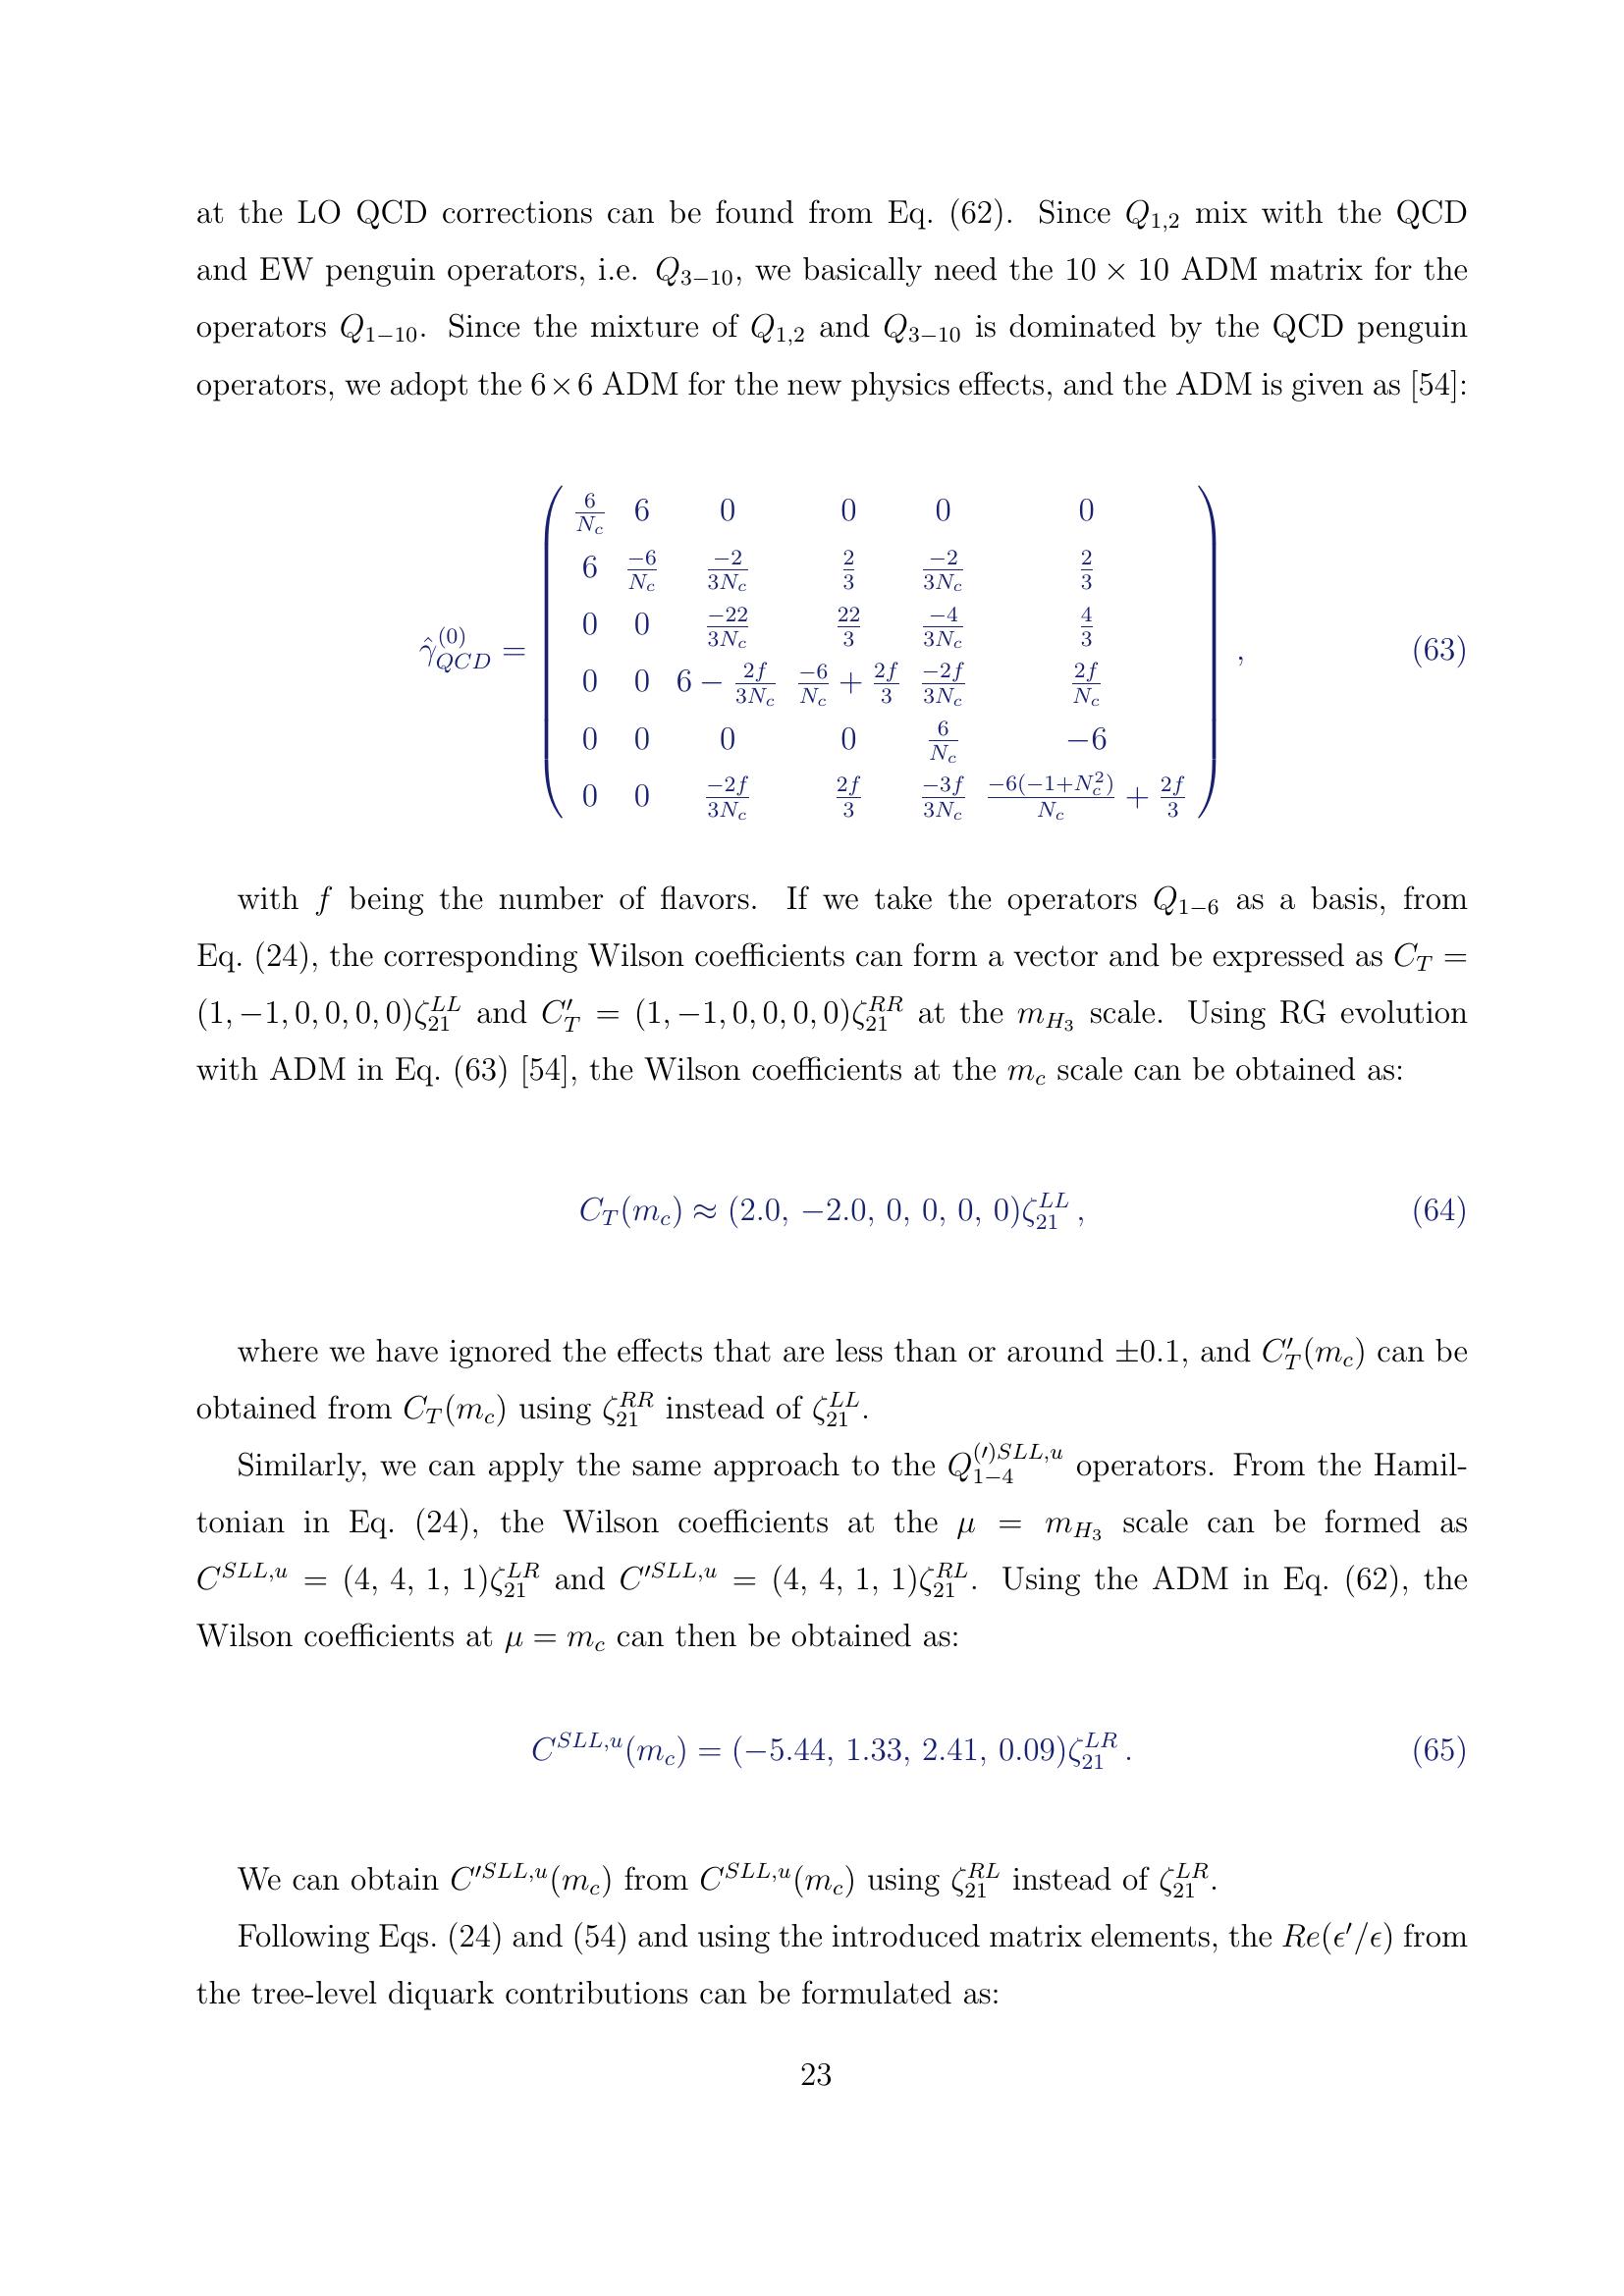 at the LO QCD corrections can be found from Eq. (62). Since $Q_{1,2}$ mix with the QCD
and EW penguin operators, i.e. $Q_{3-10}$, we basically need the $10 \times 10$ ADM matrix for the
operators $Q_{1-10}$. Since the mixture of $Q_{1,2}$ and $Q_{3-10}$ is dominated by the QCD penguin
operators, we adopt the $6 \times 6$ ADM for the new physics effects, and the ADM is given as [54]:
$\hat{\gamma}^{(0)}_{QCD} = \begin{pmatrix} \frac{6}{N_c} & 6 & 0 & 0 & 0 & 0 \\ 6 & \frac{-6}{N_c} & \frac{-2}{3N_c} & \frac{2}{3} & \frac{-2}{3N_c} & \frac{2}{3} \\ 0 & 0 & \frac{-22}{3N_c} & \frac{22}{3} & \frac{-4}{3N_c} & \frac{4}{3} \\ 0 & 0 & 6 - \frac{2f}{3N_c} & \frac{-6}{N_c} + \frac{2f}{3} & \frac{-2f}{3N_c} & \frac{2f}{N_c} \\ 0 & 0 & 0 & 0 & \frac{6}{N_c} & -6 \\ 0 & 0 & \frac{-2f}{3N_c} & \frac{2f}{3} & \frac{-3f}{3N_c} & \frac{-6(-1+N_c^2)}{N_c} + \frac{2f}{3} \end{pmatrix} ,$ (63)
with $f$ being the number of flavors. If we take the operators $Q_{1-6}$ as a basis, from
Eq. (24), the corresponding Wilson coefficients can form a vector and be expressed as $C_T =$
$(1, -1, 0, 0, 0, 0)\zeta^{LL}_{21}$ and $C'_T = (1, -1, 0, 0, 0, 0)\zeta^{RR}_{21}$ at the $m_{H_3}$ scale. Using RG evolution
with ADM in Eq. (63) [54], the Wilson coefficients at the $m_c$ scale can be obtained as:
$C_T(m_c) \approx (2.0, -2.0, 0, 0, 0, 0)\zeta^{LL}_{21} ,$ (64)
where we have ignored the effects that are less than or around $\pm 0.1$, and $C'_T(m_c)$ can be
obtained from $C_T(m_c)$ using $\zeta^{RR}_{21}$ instead of $\zeta^{LL}_{21}$.
Similarly, we can apply the same approach to the $Q^{(\prime)SLL,u}_{1-4}$ operators. From the Hamil-
tonian in Eq. (24), the Wilson coefficients at the $\mu = m_{H_3}$ scale can be formed as
$C^{SLL,u} = (4, 4, 1, 1)\zeta^{LR}_{21}$ and $C'^{SLL,u} = (4, 4, 1, 1)\zeta^{RL}_{21}$. Using the ADM in Eq. (62), the
Wilson coefficients at $\mu = m_c$ can then be obtained as:
$C^{SLL,u}(m_c) = (-5.44, 1.33, 2.41, 0.09)\zeta^{LR}_{21} .$ (65)
We can obtain $C'^{SLL,u}(m_c)$ from $C^{SLL,u}(m_c)$ using $\zeta^{RL}_{21}$ instead of $\zeta^{LR}_{21}$.
Following Eqs. (24) and (54) and using the introduced matrix elements, the $Re(\epsilon'/\epsilon)$ from
the tree-level diquark contributions can be formulated as:
23